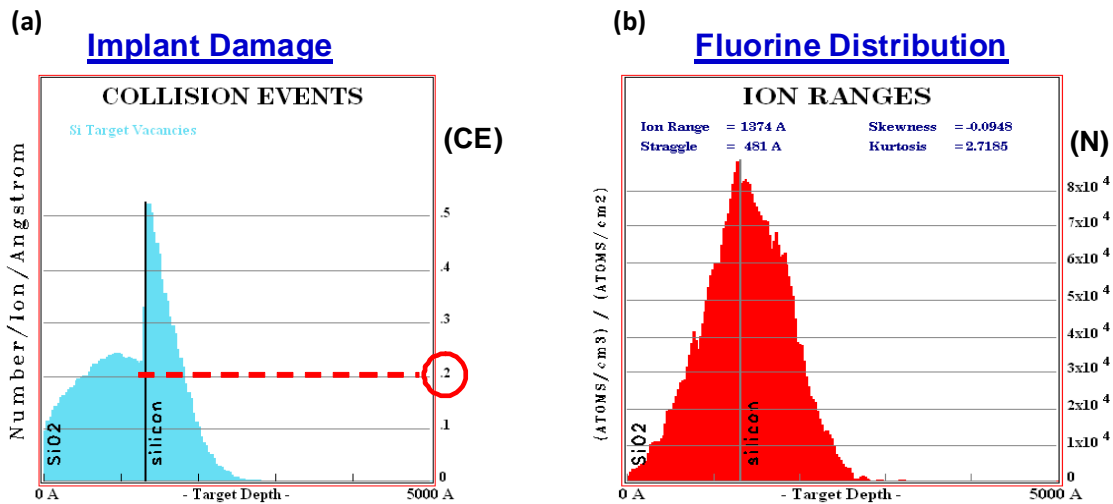 (a)
Implant Damage
COLLISION EVENTS
Si Target Vacancies
(CE)
Number/Ion/Angstrom
.5
.4
.3
.2
.1
0
SiO2
silicon
0 A
- Target Depth -
5000 A
(b)
Fluorine Distribution
ION RANGES
Ion Range = 1374 A Skewness = -0.0948
Straggle = 481 A Kurtosis = 2.7185
(N)
(ATOMS/cm3) / (ATOMS/cm2)
8x10 4
7x10 4
6x10 4
5x10 4
4x10 4
3x10 4
2x10 4
1x10 4
0
SiO2
silicon
0 A
- Target Depth -
5000 A